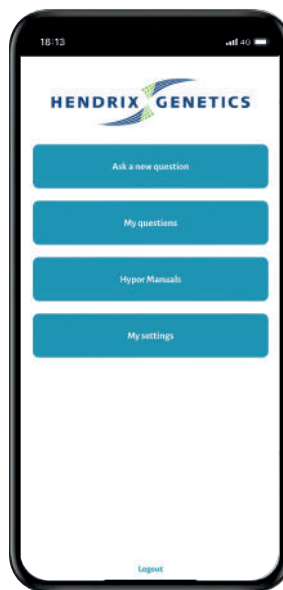 18:13 4G
HENDRIX GENETICS
Ask a new question
My questions
Hypor Manuals
My settings
Logout